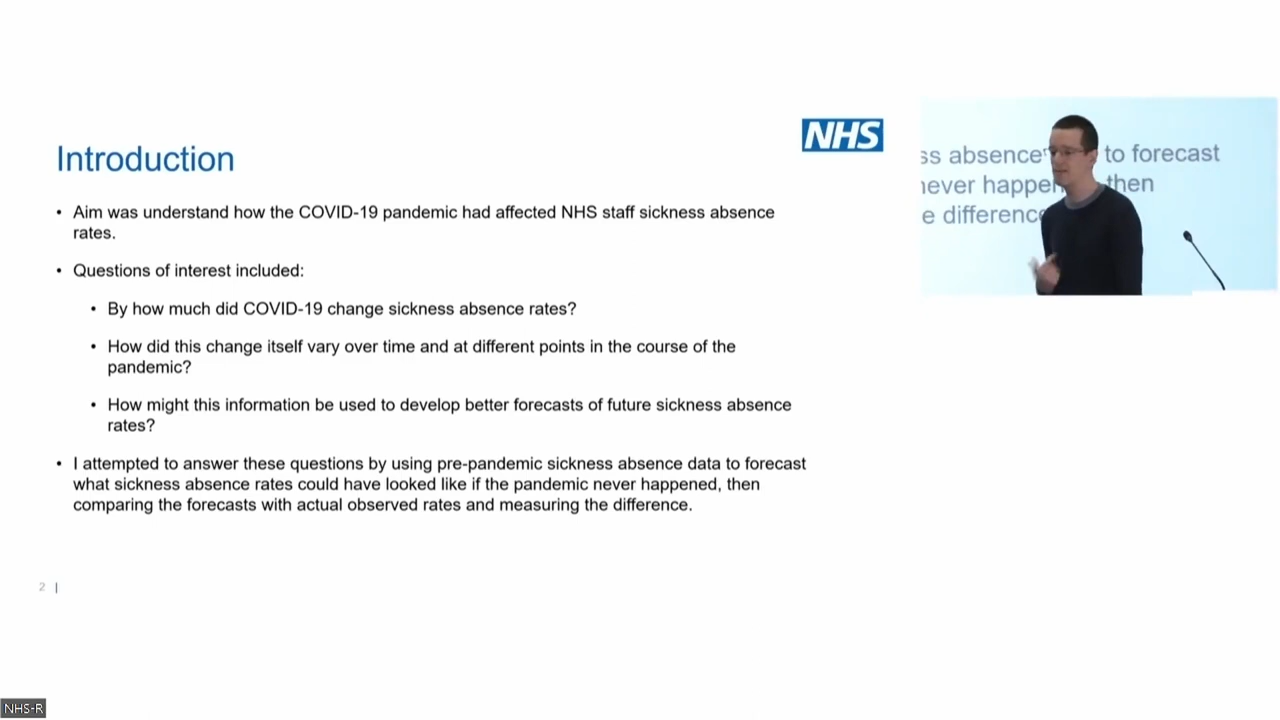 NHS
Introduction
• Aim was understand how the COVID-19 pandemic had affected NHS staff sickness absence
rates.
• Questions of interest included:
• By how much did COVID-19 change sickness absence rates?
• How did this change itself vary over time and at different points in the course of the
pandemic?
• How might this information be used to develop better forecasts of future sickness absence
rates?
• I attempted to answer these questions by using pre-pandemic sickness absence data to forecast
what sickness absence rates could have looked like if the pandemic never happened, then
comparing the forecasts with actual observed rates and measuring the difference.
2 |
ss absence to forecast
never happen then
e difference
NHS-R